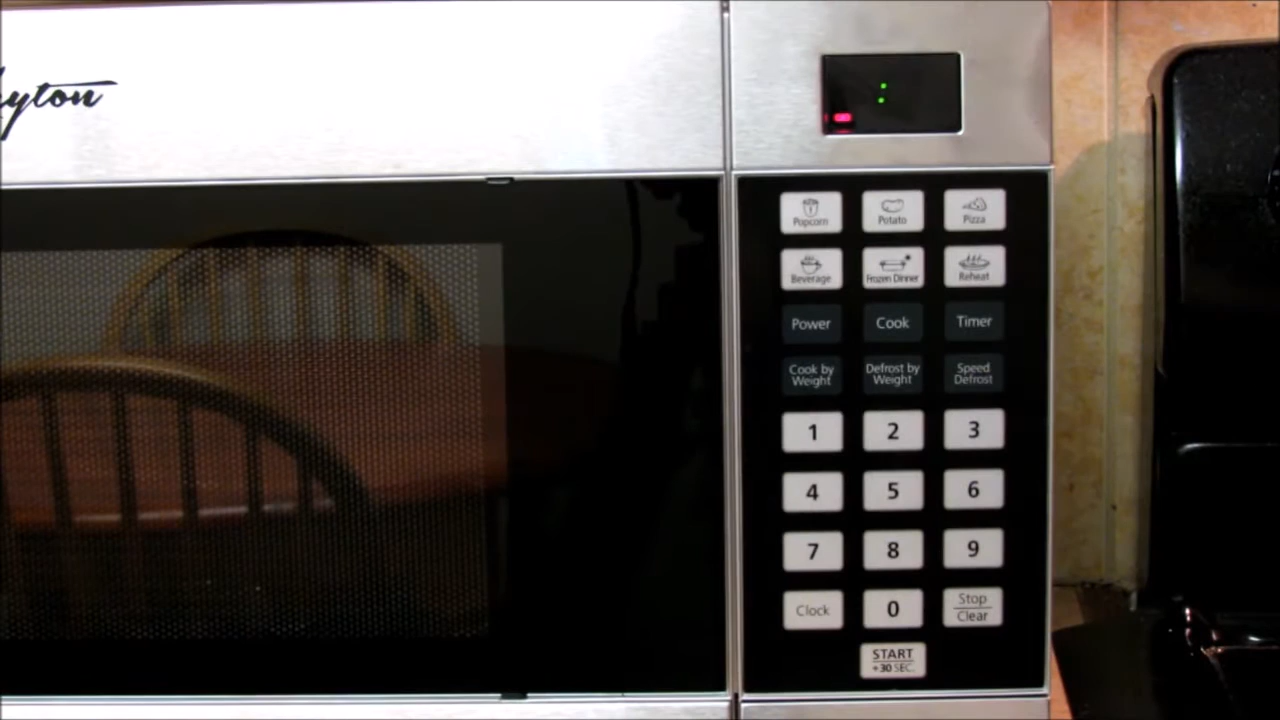 yton
:
Popcorn Potato Pizza
Beverage Frozen Dinner Reheat
Power Cook Timer
Cook by Weight Defrost by Weight Speed Defrost
1 2 3
4 5 6
7 8 9
Clock 0 Stop Clear
START
+30 SEC.